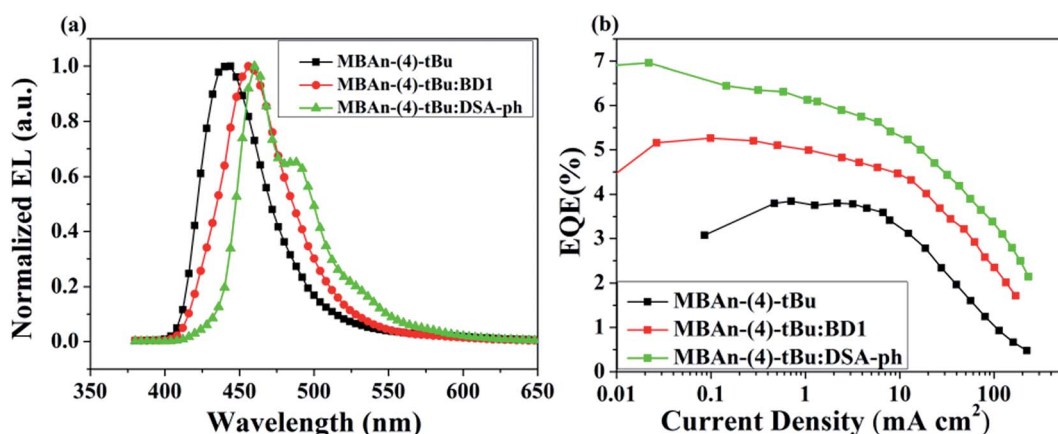 (a)
MBAn-(4)-tBu
MBAn-(4)-tBu:BD1
MBAn-(4)-tBu:DSA-ph
Normalized EL (a.u.)
1.0
0.8
0.6
0.4
0.2
0.0
350 400 450 500 550 600 650
Wavelength (nm)
(b)
EQE(%)
7
6
5
4
3
2
1
0
MBAn-(4)-tBu
MBAn-(4)-tBu:BD1
MBAn-(4)-tBu:DSA-ph
0.01 0.1 1 10 100
Current Density (mA cm²)